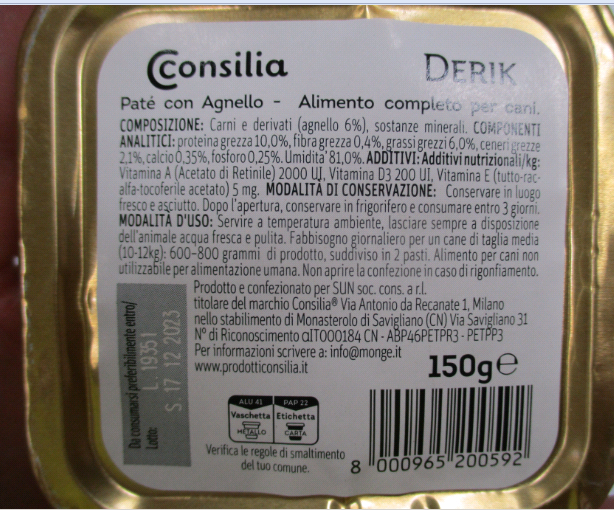 Consilia
DERIK
Paté con Agnello - Alimento completo per cani.
COMPOSIZIONE: Carni e derivati (agnello 6%), sostanze minerali. COMPONENTI
ANALITICI: proteina grezza 10,0%, fibra grezza 0,4%, grassi grezzi 6,0%, ceneri grezze
2,1%, calcio 0,35%, fosforo 0,25%. Umidità 81,0%. ADDITIVI: Additivi nutrizionali/kg:
Vitamina A (Acetato di Retinile) 2000 UI, Vitamina D3 200 UI, Vitamina E (tutto-rac-
alfa-tocoferile acetato) 5 mg. MODALITÀ DI CONSERVAZIONE: Conservare in luogo
fresco e asciutto. Dopo l'apertura, conservare in frigorifero e consumare entro 3 giorni.
MODALITÀ D'USO: Servire a temperatura ambiente, lasciare sempre a disposizione
dell'animale acqua fresca e pulita. Fabbisogno giornaliero per un cane di taglia media
(10-12kg): 600-800 grammi di prodotto, suddiviso in 2 pasti. Alimento per cani non
utilizzabile per alimentazione umana. Non aprire la confezione in caso di rigonfiamento.
Da consumarsi preferibilmente entro/
Lotto:
L. 19351
S. 17 12 2023
Prodotto e confezionato per SUN soc. cons. a r.l.
titolare del marchio Consilia® Via Antonio da Recanate 1, Milano
nello stabilimento di Monasterolo di Savigliano (CN) Via Savigliano 31
N° di Riconoscimento αIT000184 CN - ABP46PETPR3 - PETPP3
Per informazioni scrivere a: info@monge.it
www.prodotticonsilia.it
150g℮
ALU 41 PAP 22
Vaschetta Etichetta
METALLO CARTA
Verifica le regole di smaltimento
del tuo comune.
8 000965 200592